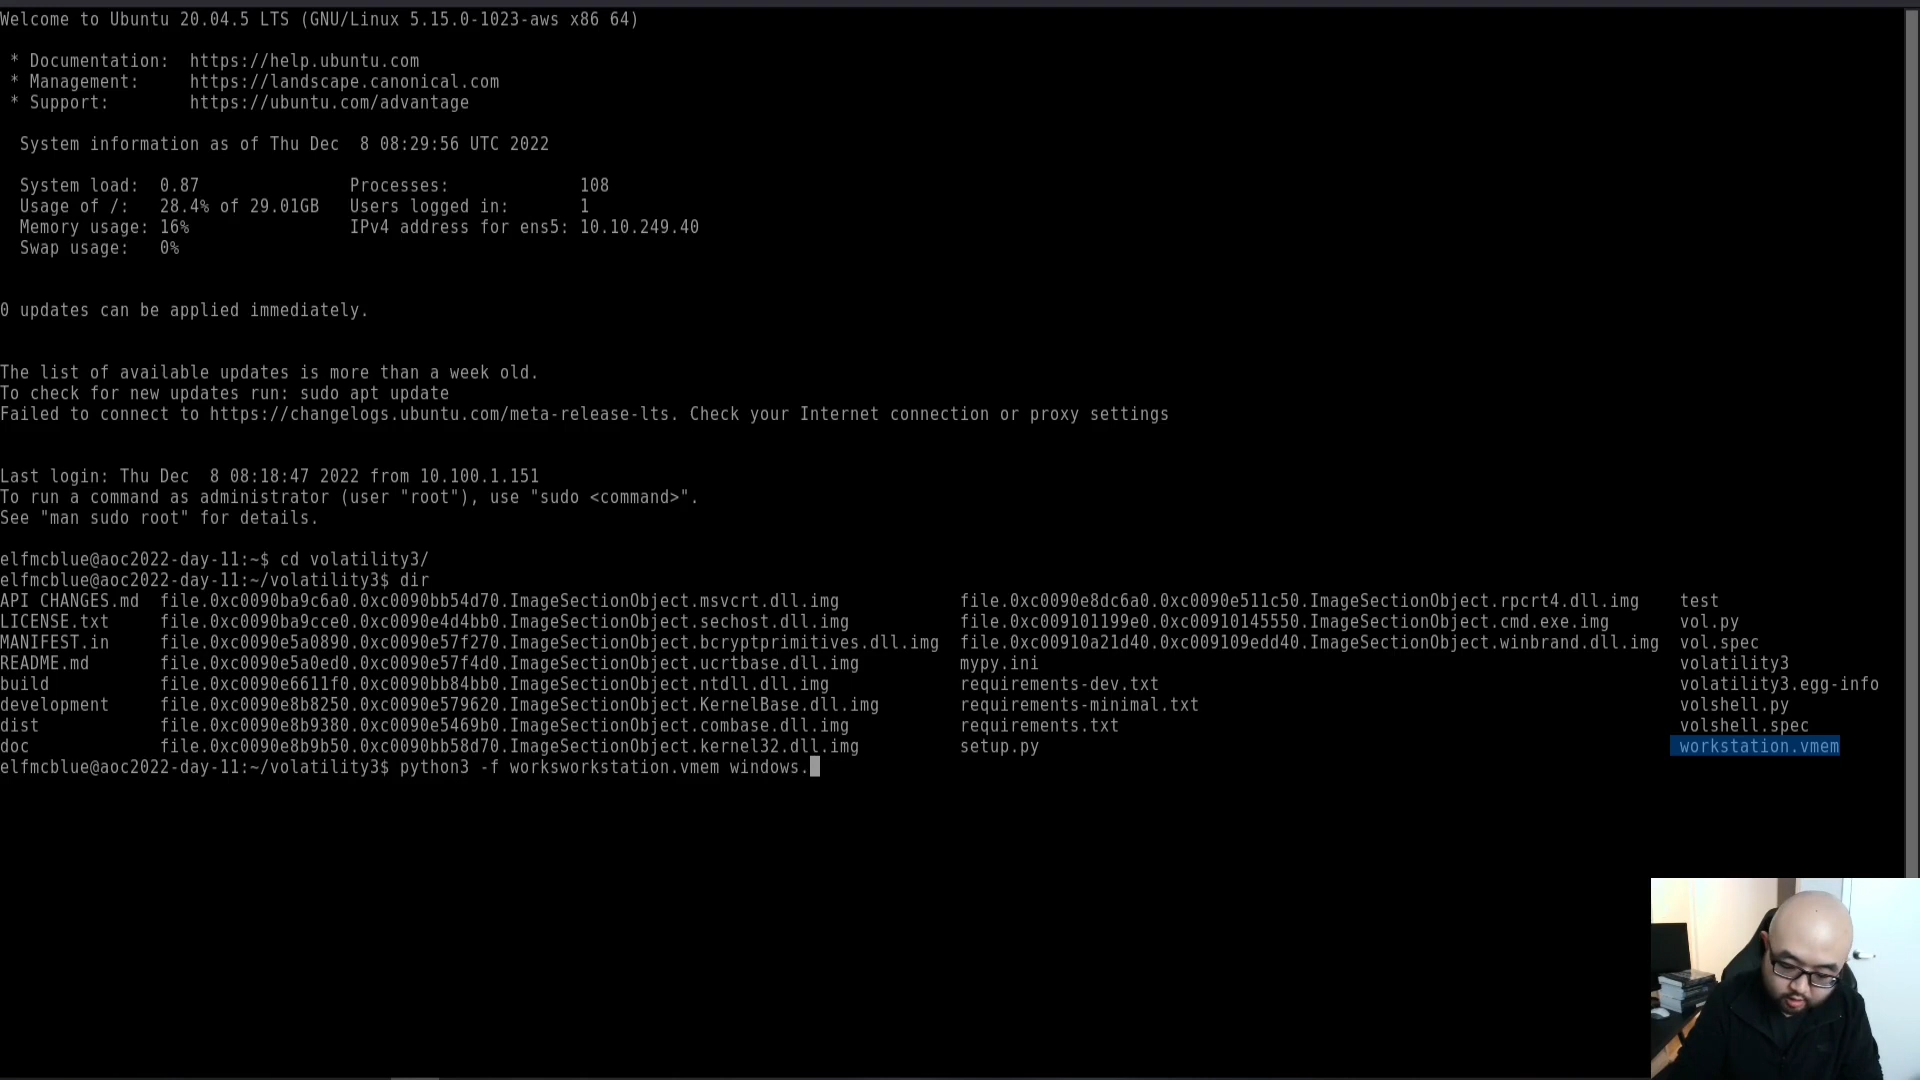 Welcome to Ubuntu 20.04.5 LTS (GNU/Linux 5.15.0-1023-aws x86 64)
* Documentation:  https://help.ubuntu.com
* Management:     https://landscape.canonical.com
* Support:        https://ubuntu.com/advantage
System information as of Thu Dec  8 08:29:56 UTC 2022
System load:  0.87               Processes:             108
Usage of /:   28.4% of 29.01GB   Users logged in:       1
Memory usage: 16%                IPv4 address for ens5: 10.10.249.40
Swap usage:   0%
0 updates can be applied immediately.
The list of available updates is more than a week old.
To check for new updates run: sudo apt update
Failed to connect to https://changelogs.ubuntu.com/meta-release-lts. Check your Internet connection or proxy settings
Last login: Thu Dec  8 08:18:47 2022 from 10.100.1.151
To run a command as administrator (user "root"), use "sudo <command>".
See "man sudo root" for details.
elfmcblue@aoc2022-day-11:~$ cd volatility3/
elfmcblue@aoc2022-day-11:~/volatility3$ dir
API CHANGES.md  file.0xc0090ba9c6a0.0xc0090bb54d70.ImageSectionObject.msvcrt.dll.img            file.0xc0090e8dc6a0.0xc0090e511c50.ImageSectionObject.rpcrt4.dll.img    test
LICENSE.txt     file.0xc0090ba9cce0.0xc0090e4d4bb0.ImageSectionObject.sechost.dll.img           file.0xc009101199e0.0xc00910145550.ImageSectionObject.cmd.exe.img       vol.py
MANIFEST.in     file.0xc0090e5a0890.0xc0090e57f270.ImageSectionObject.bcryptprimitives.dll.img  file.0xc00910a21d40.0xc009109edd40.ImageSectionObject.winbrand.dll.img  vol.spec
README.md       file.0xc0090e5a0ed0.0xc0090e57f4d0.ImageSectionObject.ucrtbase.dll.img          mypy.ini                                                                volatility3
build           file.0xc0090e6611f0.0xc0090bb84bb0.ImageSectionObject.ntdll.dll.img             requirements-dev.txt                                                    volatility3.egg-info
development     file.0xc0090e8b8250.0xc0090e579620.ImageSectionObject.KernelBase.dll.img        requirements-minimal.txt                                                volshell.py
dist            file.0xc0090e8b9380.0xc0090e5469b0.ImageSectionObject.combase.dll.img           requirements.txt                                                        volshell.spec
doc             file.0xc0090e8b9b50.0xc0090bb58d70.ImageSectionObject.kernel32.dll.img          setup.py                                                                workstation.vmem
elfmcblue@aoc2022-day-11:~/volatility3$ python3 -f worksworkstation.vmem windows.